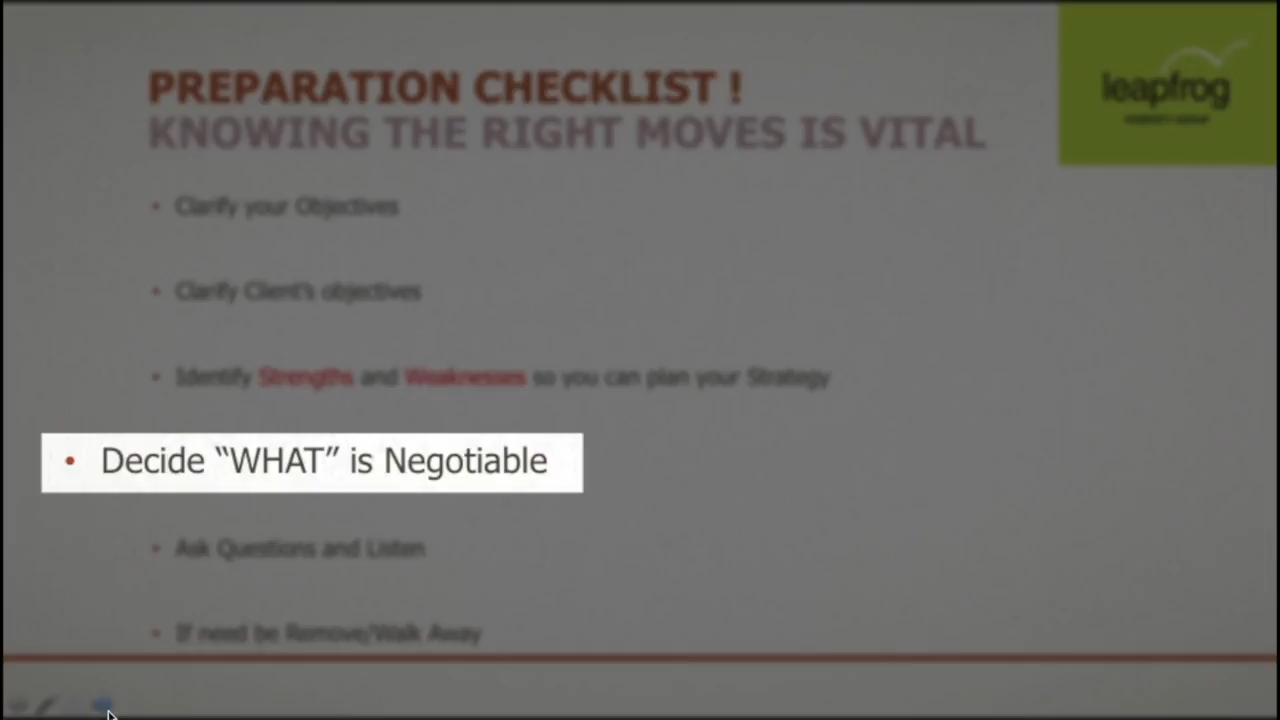 PREPARATION CHECKLIST !
KNOWING THE RIGHT MOVES IS VITAL
leapfrog
• Clarify your Objectives
• Clarify Client's objectives
• Identify Strengths and Weaknesses so you can plan your Strategy
• Decide “WHAT” is Negotiable
• Ask Questions and Listen
• If need be Remove/Walk Away